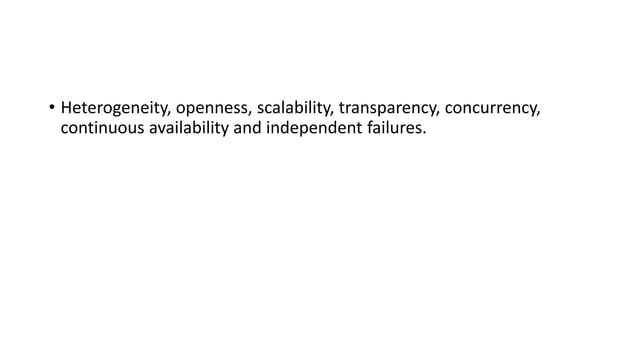 • Heterogeneity, openness, scalability, transparency, concurrency,
continuous availability and independent failures.